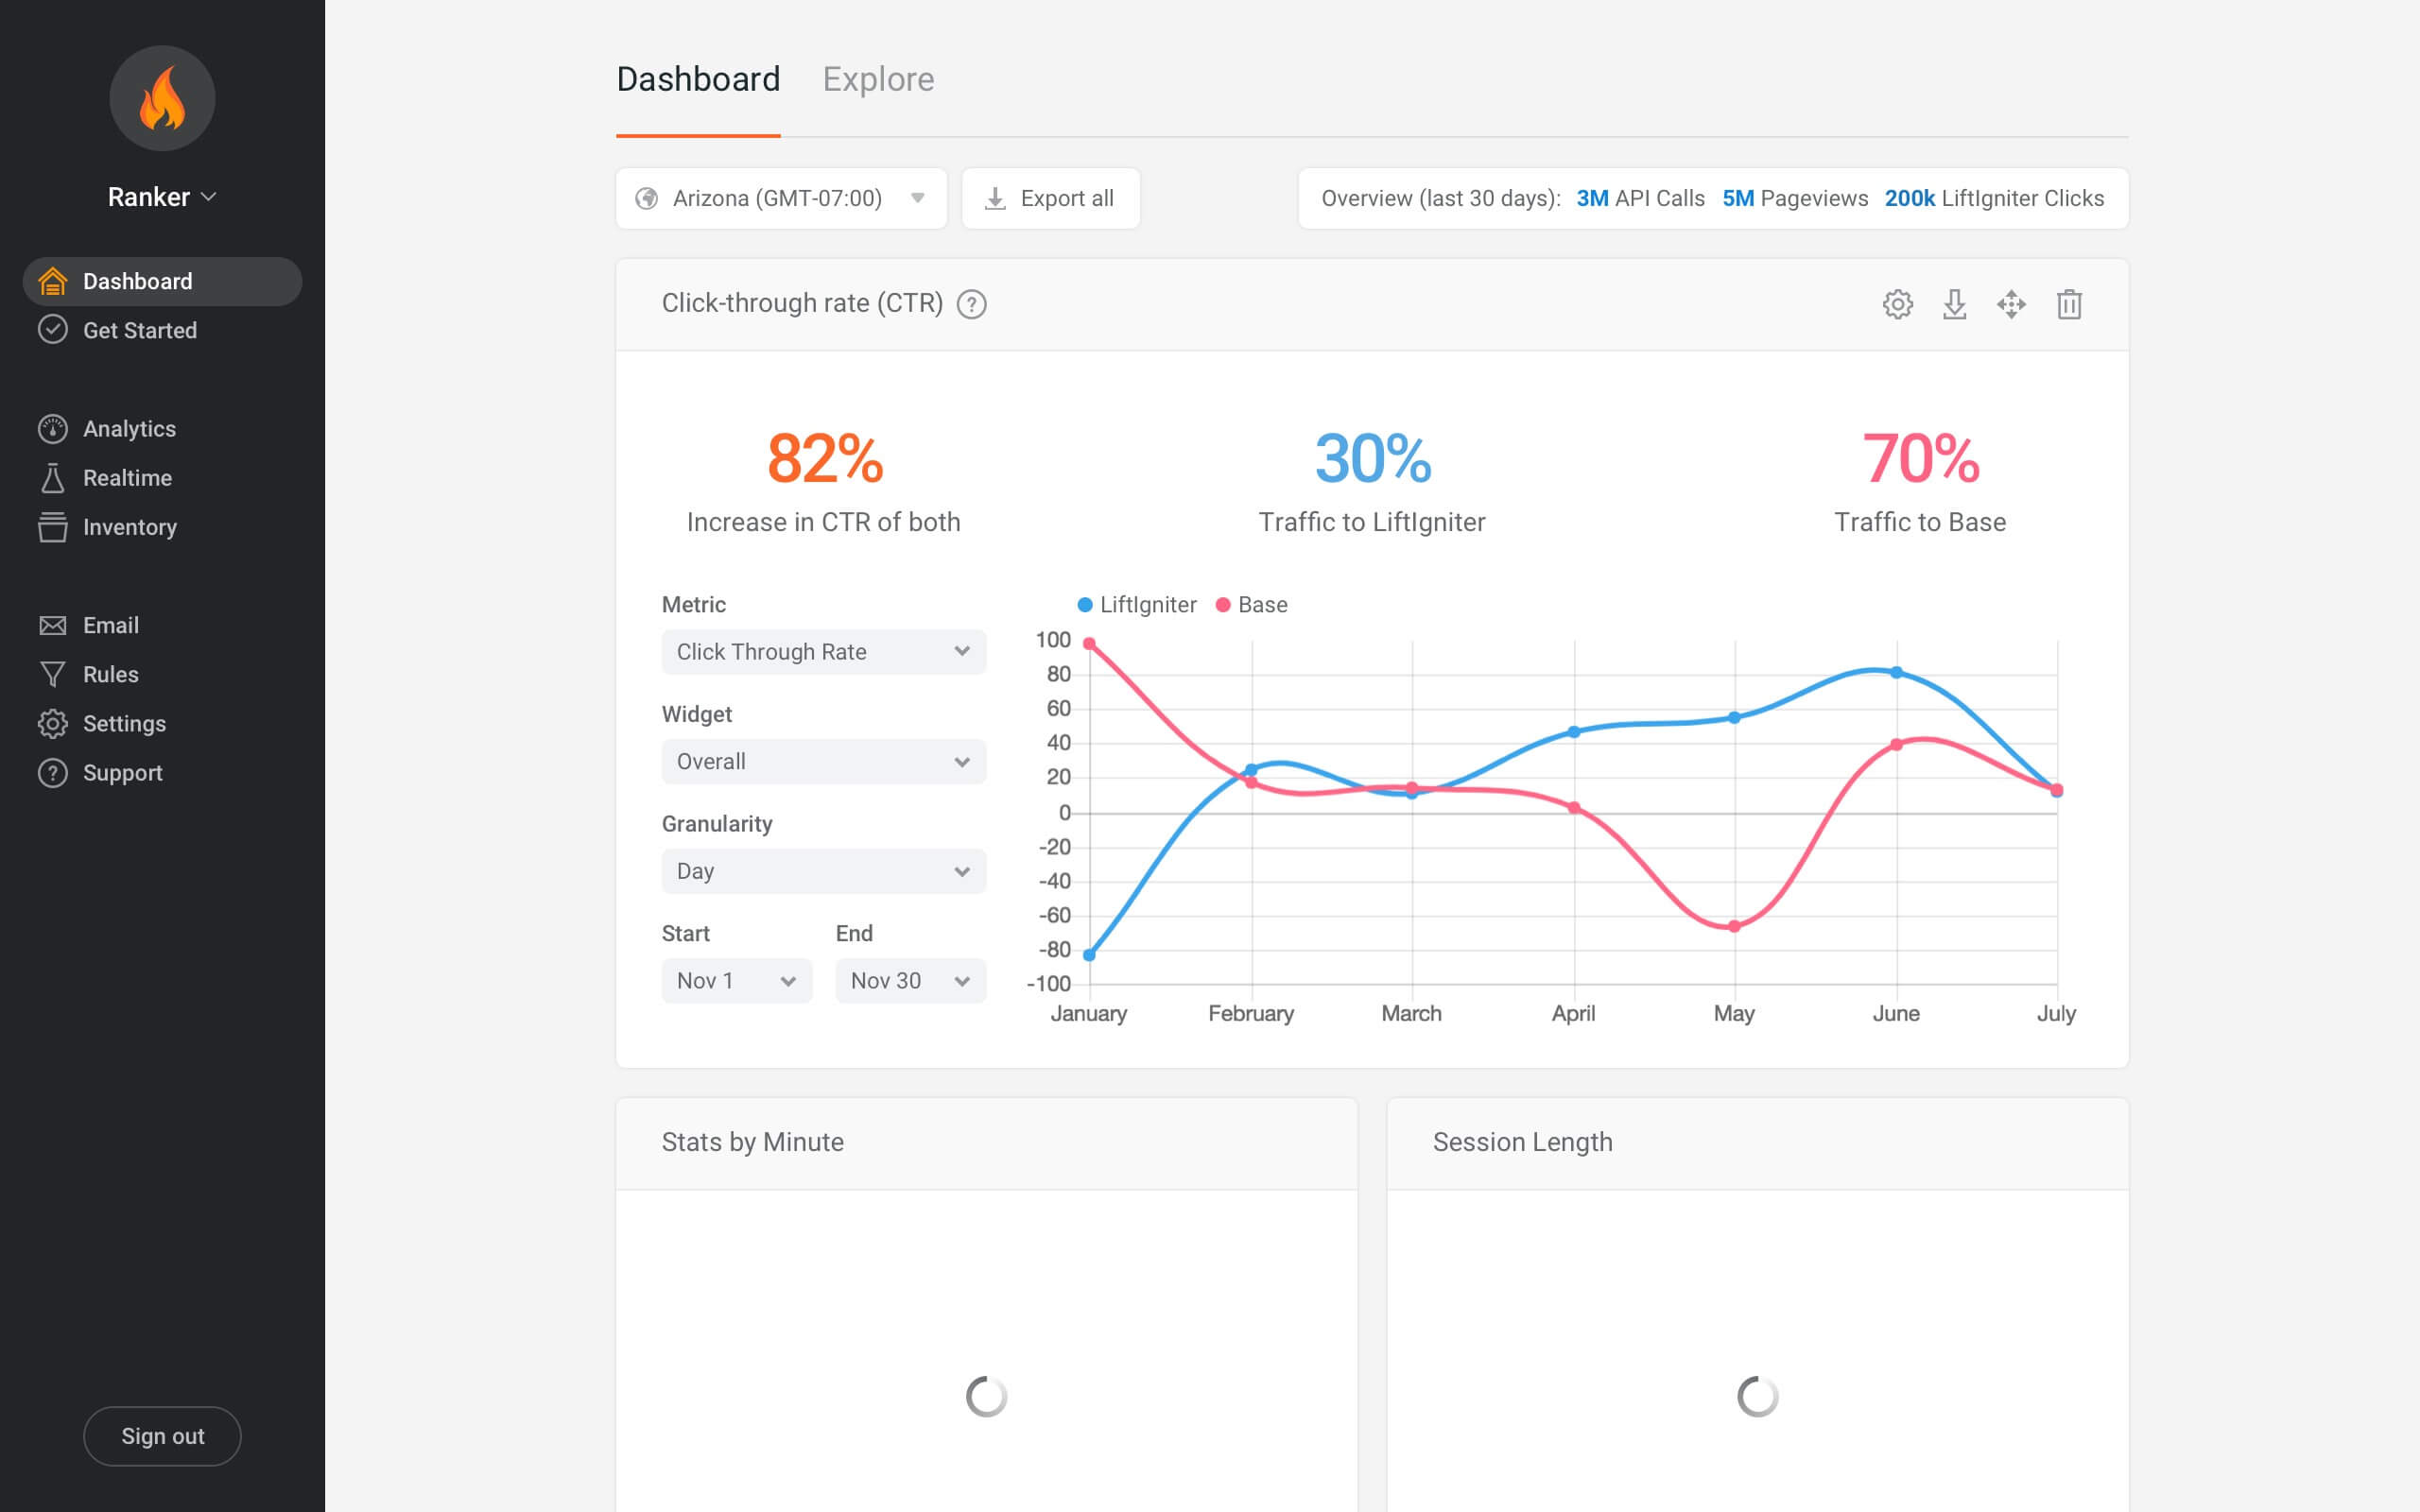 Ranker
Dashboard
Get Started
Analytics
Realtime
Inventory
Email
Rules
Settings
Support
Sign out
Dashboard Explore
Arizona (GMT-07:00) Export all Overview (last 30 days): 3M API Calls 5M Pageviews 200k LiftIgniter Clicks
Click-through rate (CTR) ?
82% 30% 70%
Increase in CTR of both Traffic to LiftIgniter Traffic to Base
Metric
Click Through Rate
Widget
Overall
Granularity
Day
Start End
Nov 1 Nov 30
LiftIgniter Base
100
80
60
40
20
0
-20
-40
-60
-80
-100
January February March April May June July
Stats by Minute Session Length